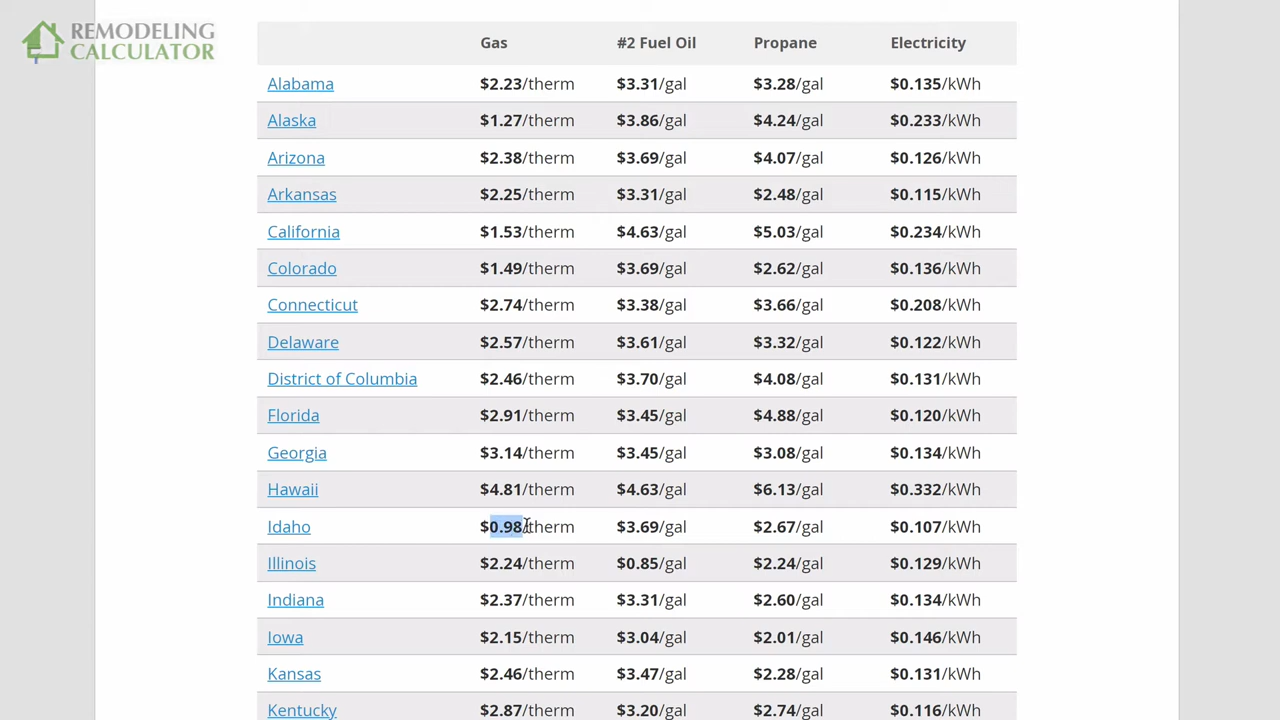 REMODELING
CALCULATOR
Gas #2 Fuel Oil Propane Electricity
Alabama $2.23/therm $3.31/gal $3.28/gal $0.135/kWh
Alaska $1.27/therm $3.86/gal $4.24/gal $0.233/kWh
Arizona $2.38/therm $3.69/gal $4.07/gal $0.126/kWh
Arkansas $2.25/therm $3.31/gal $2.48/gal $0.115/kWh
California $1.53/therm $4.63/gal $5.03/gal $0.234/kWh
Colorado $1.49/therm $3.69/gal $2.62/gal $0.136/kWh
Connecticut $2.74/therm $3.38/gal $3.66/gal $0.208/kWh
Delaware $2.57/therm $3.61/gal $3.32/gal $0.122/kWh
District of Columbia $2.46/therm $3.70/gal $4.08/gal $0.131/kWh
Florida $2.91/therm $3.45/gal $4.88/gal $0.120/kWh
Georgia $3.14/therm $3.45/gal $3.08/gal $0.134/kWh
Hawaii $4.81/therm $4.63/gal $6.13/gal $0.332/kWh
Idaho $0.98/therm $3.69/gal $2.67/gal $0.107/kWh
Illinois $2.24/therm $0.85/gal $2.24/gal $0.129/kWh
Indiana $2.37/therm $3.31/gal $2.60/gal $0.134/kWh
Iowa $2.15/therm $3.04/gal $2.01/gal $0.146/kWh
Kansas $2.46/therm $3.47/gal $2.28/gal $0.131/kWh
Kentucky $2.87/therm $3.20/gal $2.74/gal $0.116/kWh